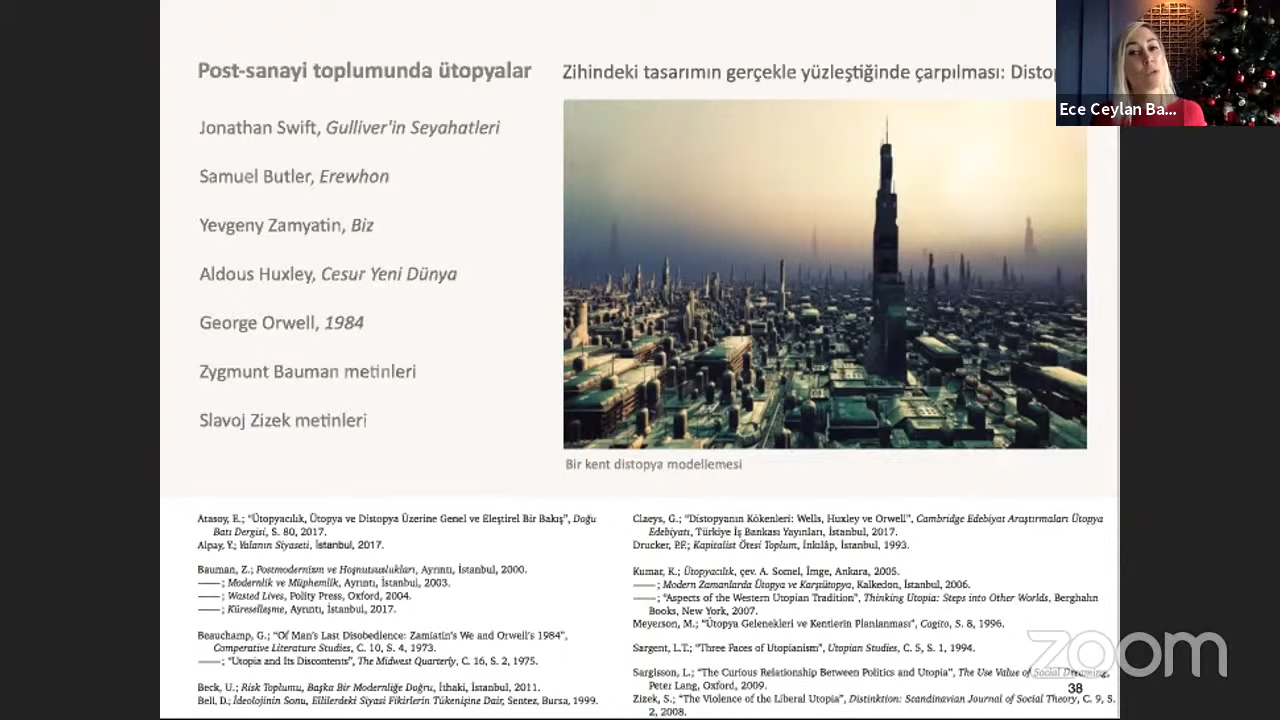 Post-sanayi toplumunda ütopyalar
Jonathan Swift, Gulliver'in Seyahatleri
Samuel Butler, Erewhon
Yevgeny Zamyatin, Biz
Aldous Huxley, Cesur Yeni Dünya
George Orwell, 1984
Zygmunt Bauman metinleri
Slavoj Zizek metinleri
Zihindeki tasarımın gerçekle yüzleştiğinde çarpılması: Distop
Ece Ceylan Ba...
Bir kent distopya modellemesi
Atasoy, E.; "Ütopyacılık, Ütopya ve Distopya Üzerine Genel ve Eleştirel Bir Bakış", Doğu
Batı Dergisi, S. 80, 2017.
Alpay, Y.; Yalanın Siyaseti, İstanbul, 2017.
Bauman, Z.; Postmodernizm ve Hoşnutsuslukları, Ayrıntı, İstanbul, 2000.
——; Modernlik ve Müphemlik, Ayrıntı, İstanbul, 2003.
——; Wasted Lives, Polity Press, Oxford, 2004.
——; Küreselleşme, Ayrıntı, İstanbul, 2017.
Beauchamp, G.; "Of Man's Last Disobedience: Zamiatin's We and Orwell's 1984",
Comperative Literature Studies, C. 10, S. 4, 1973.
——; "Utopia and Its Discontents", The Midwest Quarterly, C. 16, S. 2, 1975.
Beck, U.; Risk Toplumu, Başka Bir Modernliğe Doğru, İthaki, İstanbul, 2011.
Bell, D.; İdeolojinin Sonu, Ellilerdeki Siyasi Fikirlerin Tükenişine Dair, Sentez, Bursa, 1999.
Claeys, G.; "Distopyanın Kökenleri: Wells, Huxley ve Orwell", Cambridge Edebiyat Araştırmaları Ütopya
Edebiyatı, Türkiye İş Bankası Yayınları, İstanbul, 2017.
Drucker, P.F.; Kapitalist Ötesi Toplum, İnkılâp, İstanbul, 1993.
Kumar, K.; Ütopyacılık, çev. A. Somel, İmge, Ankara, 2005.
——; Modern Zamanlarda Ütopya ve Karşıütopya, Kalkedon, İstanbul, 2006.
——; "Aspects of the Western Utopian Tradition", Thinking Utopia: Steps into Other Worlds, Berghahn
Books, New York, 2007.
Meyerson, M.; "Ütopya Gelenekleri ve Kentlerin Planlanması", Cogito, S. 8, 1996.
Sargent, L.T.; "Three Faces of Utopianism", Utopian Studies, C. 5, S. 1, 1994.
Sargisson, L.; "The Curious Relationship Between Politics and Utopia", The Use Value of Social Dreaming,
Peter Lang, Oxford, 2009.
Zizek, S.; "The Violence of the Liberal Utopia", Distinktion: Scandinavian Journal of Social Theory, C. 9, S.
2, 2008.
zoom
38